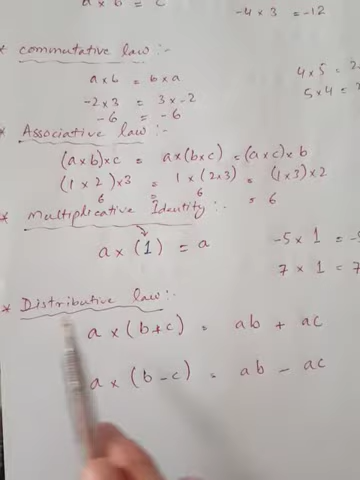 a x b = c
-4 x 3 = -12
* commutative law :-
a x b = b x a
4 x 5 =
-2 x 3 = 3 x -2
5 x 4 =
-6 = -6
* Associative law :-
(a x b) x c = a x (b x c) = (a x c) x b
(1 x 2) x 3 = 1 x (2 x 3) = (1 x 3) x 2
6 = 6 = 6
* Multiplicative Identity :-
a x (1) = a
-5 x 1 =
7 x 1 = 7
* Distributive law :-
a x (b + c) = ab + ac
a x (b - c) = ab - ac